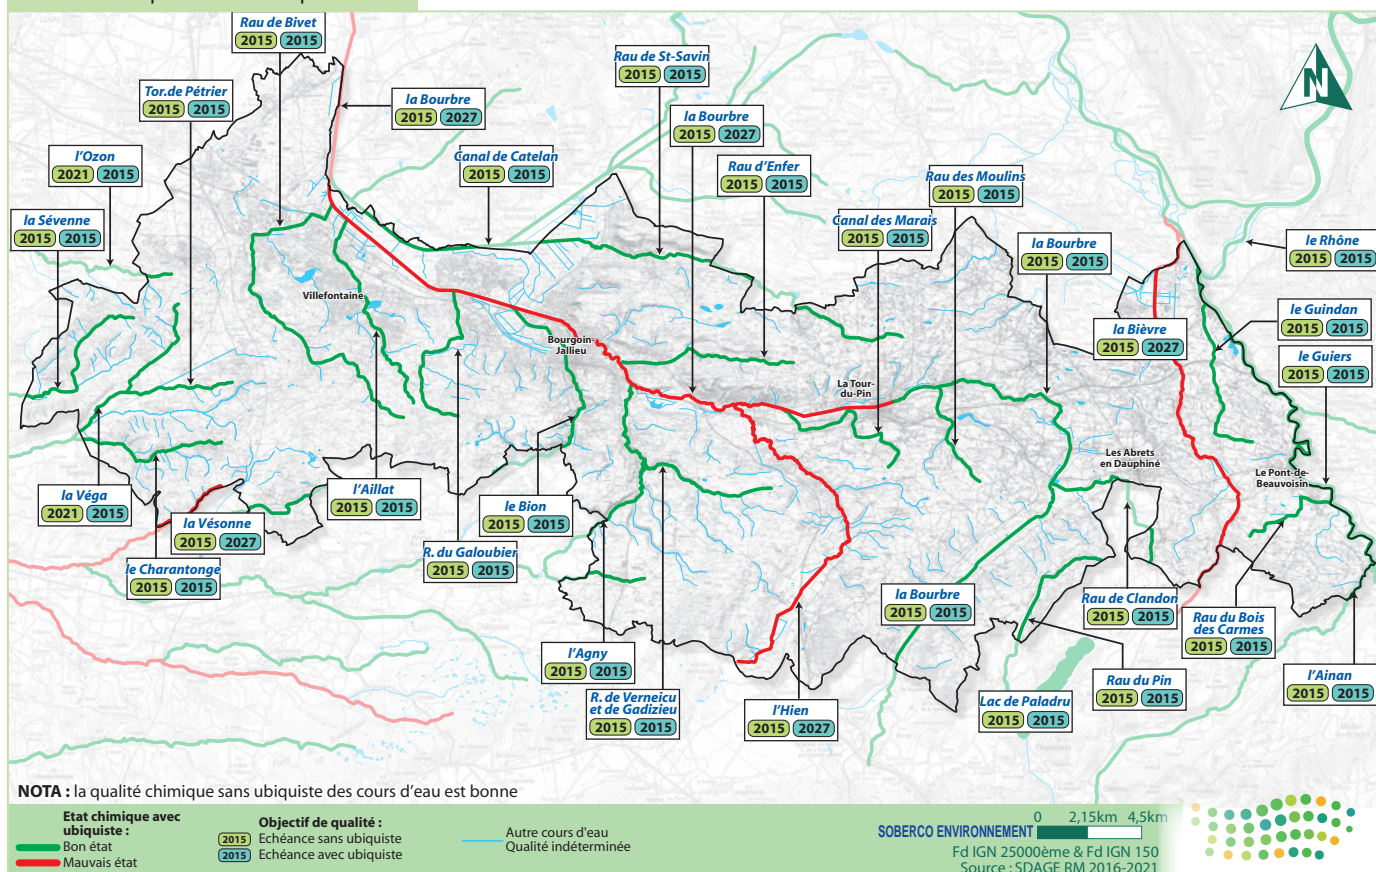 Rau de Bivet
2015 2015
Tor.de Pétrier
2015 2015
la Bourbre
2015 2027
l'Ozon
2021 2015
la Sévenne
2015 2015
Canal de Catelan
2015 2015
Rau de St-Savin
2015 2015
la Bourbre
2015 2027
Rau d'Enfer
2015 2015
Rau des Moulins
2015 2015
Canal des Marais
2015 2015
la Bourbre
2015 2015
le Rhône
2015 2015
le Guindan
2015 2015
la Bièvre
2015 2027
le Guiers
2015 2015
Villefontaine
Bourgoin-
Jallieu
La Tour-
du-Pin
Les Abrets
en Dauphiné
Le Pont-de-
Beauvoisin
la Véga
2021 2015
la Vésonne
2015 2027
le Charantonge
2015 2015
l'Aillat
2015 2015
R. du Galoubier
2015 2015
le Bion
2015 2015
l'Agny
2015 2015
R. de Verneicu
et de Gadizieu
2015 2015
l'Hien
2015 2027
la Bourbre
2015 2015
Lac de Paladru
2015 2015
Rau de Clandon
2015 2015
Rau du Pin
2015 2015
Rau du Bois
des Carmes
2015 2015
l'Ainan
2015 2015
N
NOTA : la qualité chimique sans ubiquiste des cours d'eau est bonne
Etat chimique avec
ubiquiste :
Bon état
Mauvais état
Objectif de qualité :
2015 Echéance sans ubiquiste
2015 Echéance avec ubiquiste
Autre cours d'eau
Qualité indéterminée
SOBERCO ENVIRONNEMENT
0 2,15km 4,5km
Fd IGN 25000ème & Fd IGN 150
Source : SDAGE RM 2016-2021